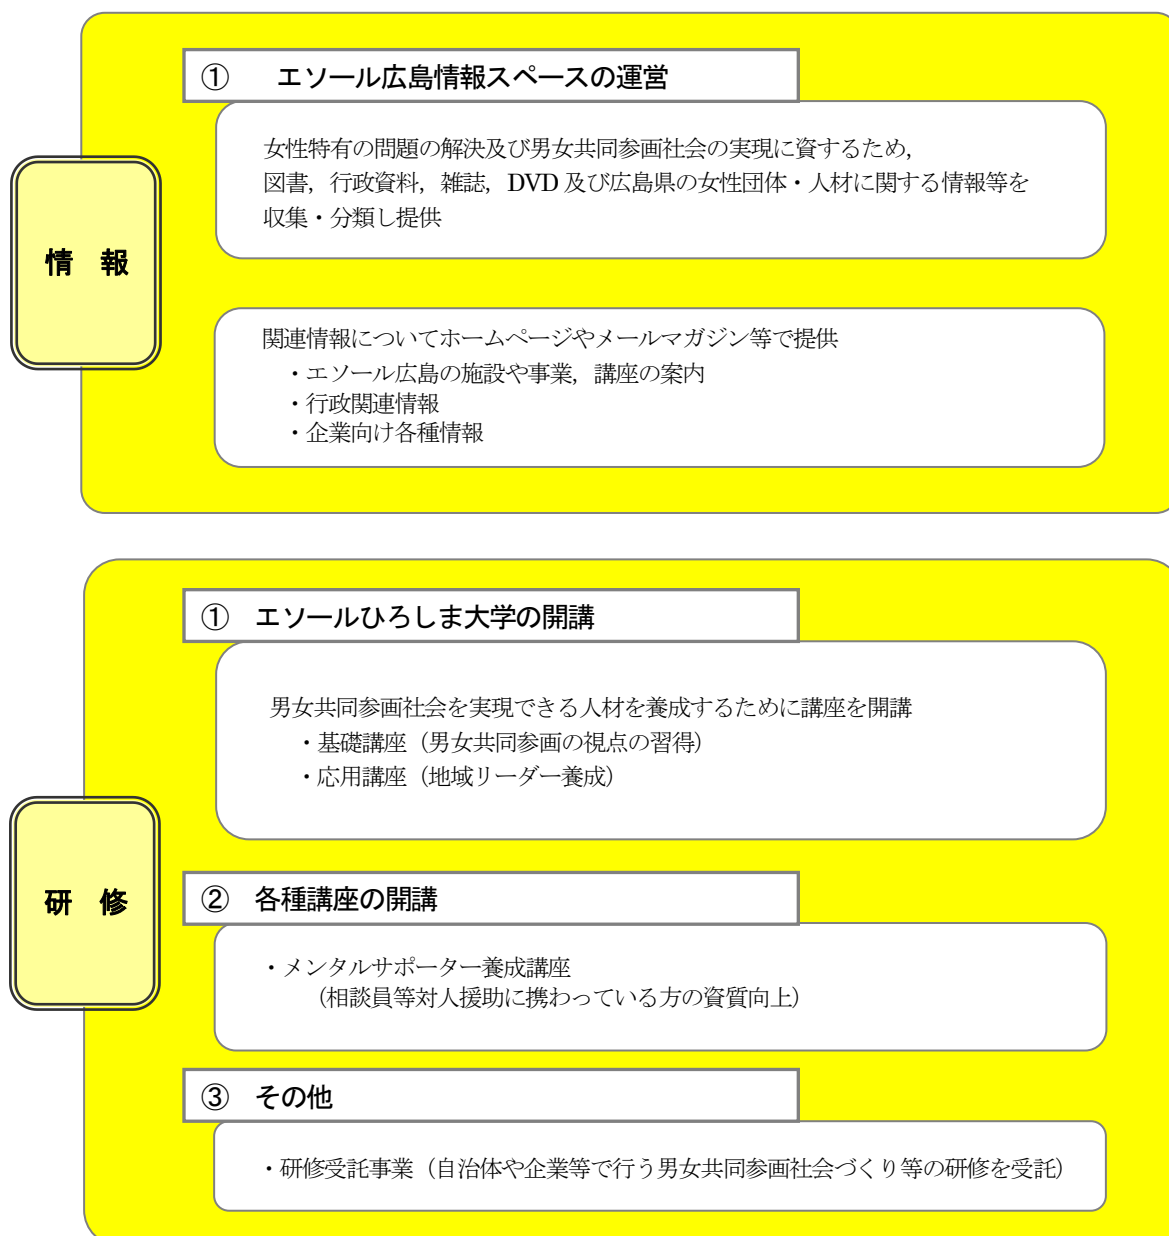 ① エソール広島情報スペースの運営
女性特有の問題の解決及び男女共同参画社会の実現に資するため，
図書，行政資料，雑誌，DVD 及び広島県の女性団体・人材に関する情報等を
収集・分類し提供
情 報
関連情報についてホームページやメールマガジン等で提供
・エソール広島の施設や事業，講座の案内
・行政関連情報
・企業向け各種情報
① エソールひろしま大学の開講
男女共同参画社会を実現できる人材を養成するために講座を開講
・基礎講座（男女共同参画の視点の習得）
・応用講座（地域リーダー養成）
研 修
② 各種講座の開講
・メンタルサポーター養成講座
（相談員等対人援助に携わっている方の資質向上）
③ その他
・研修受託事業（自治体や企業等で行う男女共同参画社会づくり等の研修を受託）